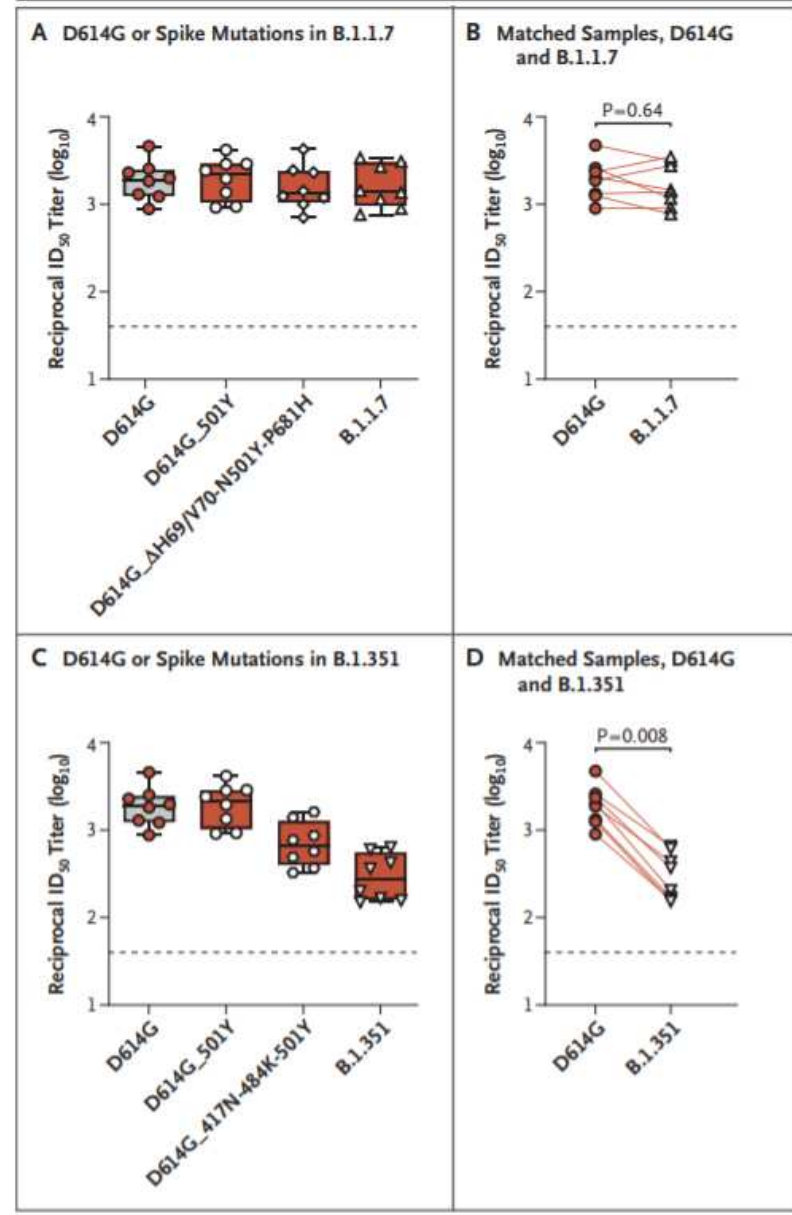 A D614G or Spike Mutations in B.1.1.7
Reciprocal ID50 Titer (log10)
4
3
2
1
D614G
D614G_501Y
D614G_ΔH69/V70-N501Y-P681H
B.1.1.7
B Matched Samples, D614G
and B.1.1.7
Reciprocal ID50 Titer (log10)
4
3
2
1
P=0.64
D614G
B.1.1.7
C D614G or Spike Mutations in B.1.351
Reciprocal ID50 Titer (log10)
4
3
2
1
D614G
D614G_501Y
D614G_417N-484K-501Y
B.1.351
D Matched Samples, D614G
and B.1.351
Reciprocal ID50 Titer (log10)
4
3
2
1
P=0.008
D614G
B.1.351